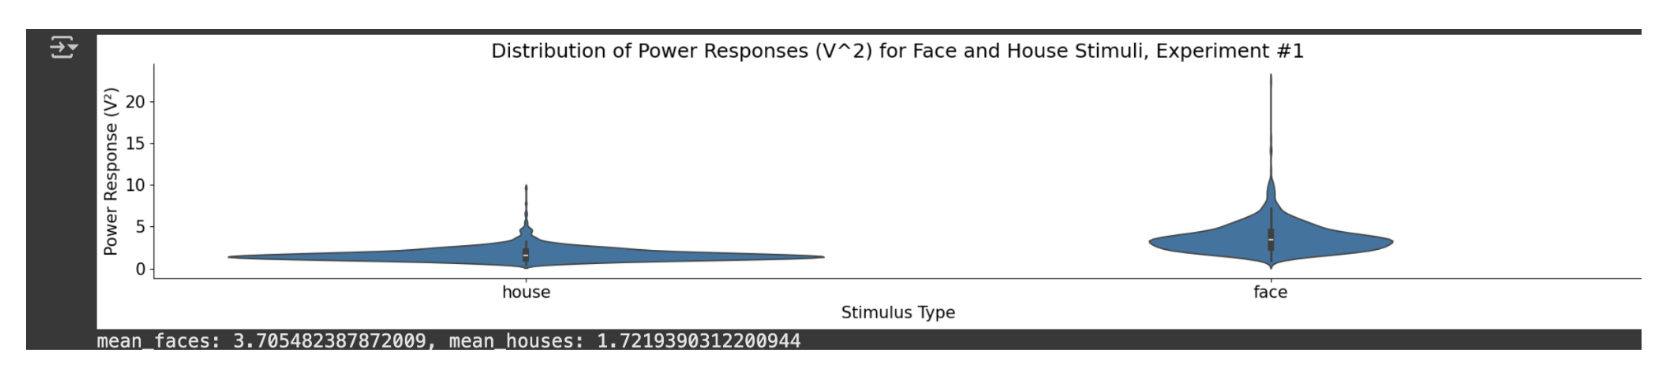 Distribution of Power Responses (V^2) for Face and House Stimuli, Experiment #1
Power Response (V²)
20
15
10
5
0
house
face
Stimulus Type
mean_faces: 3.705482387872009, mean_houses: 1.7219390312200944